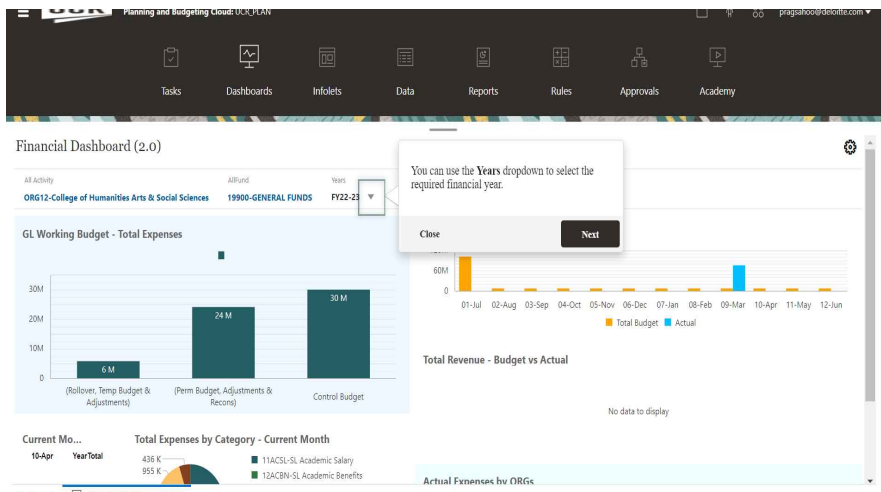 UCR
Planning and Budgeting Cloud: UCR_PLAN
pragsahoo@deloitte.com
Tasks
Dashboards
Infolets
Data
Reports
Rules
Approvals
Academy
Financial Dashboard (2.0)
All Activity
AllFund
Years
ORG12-College of Humanities Arts & Social Sciences
19900-GENERAL FUNDS
FY22-23
You can use the Years dropdown to select the
required financial year.
Close
Next
GL Working Budget - Total Expenses
30M
20M
10M
0
6 M
24 M
30 M
(Rollover, Temp Budget &
Adjustments)
(Perm Budget, Adjustments &
Recons)
Control Budget
60M
0
01-Jul 02-Aug 03-Sep 04-Oct 05-Nov 06-Dec 07-Jan 08-Feb 09-Mar 10-Apr 11-May 12-Jun
Total Budget Actual
Total Revenue - Budget vs Actual
No data to display
Current Mo...
10-Apr YearTotal
Total Expenses by Category - Current Month
436 K
955 K
11ACSL-SL Academic Salary
12ACBN-SL Academic Benefits
Actual Expenses by ORGs